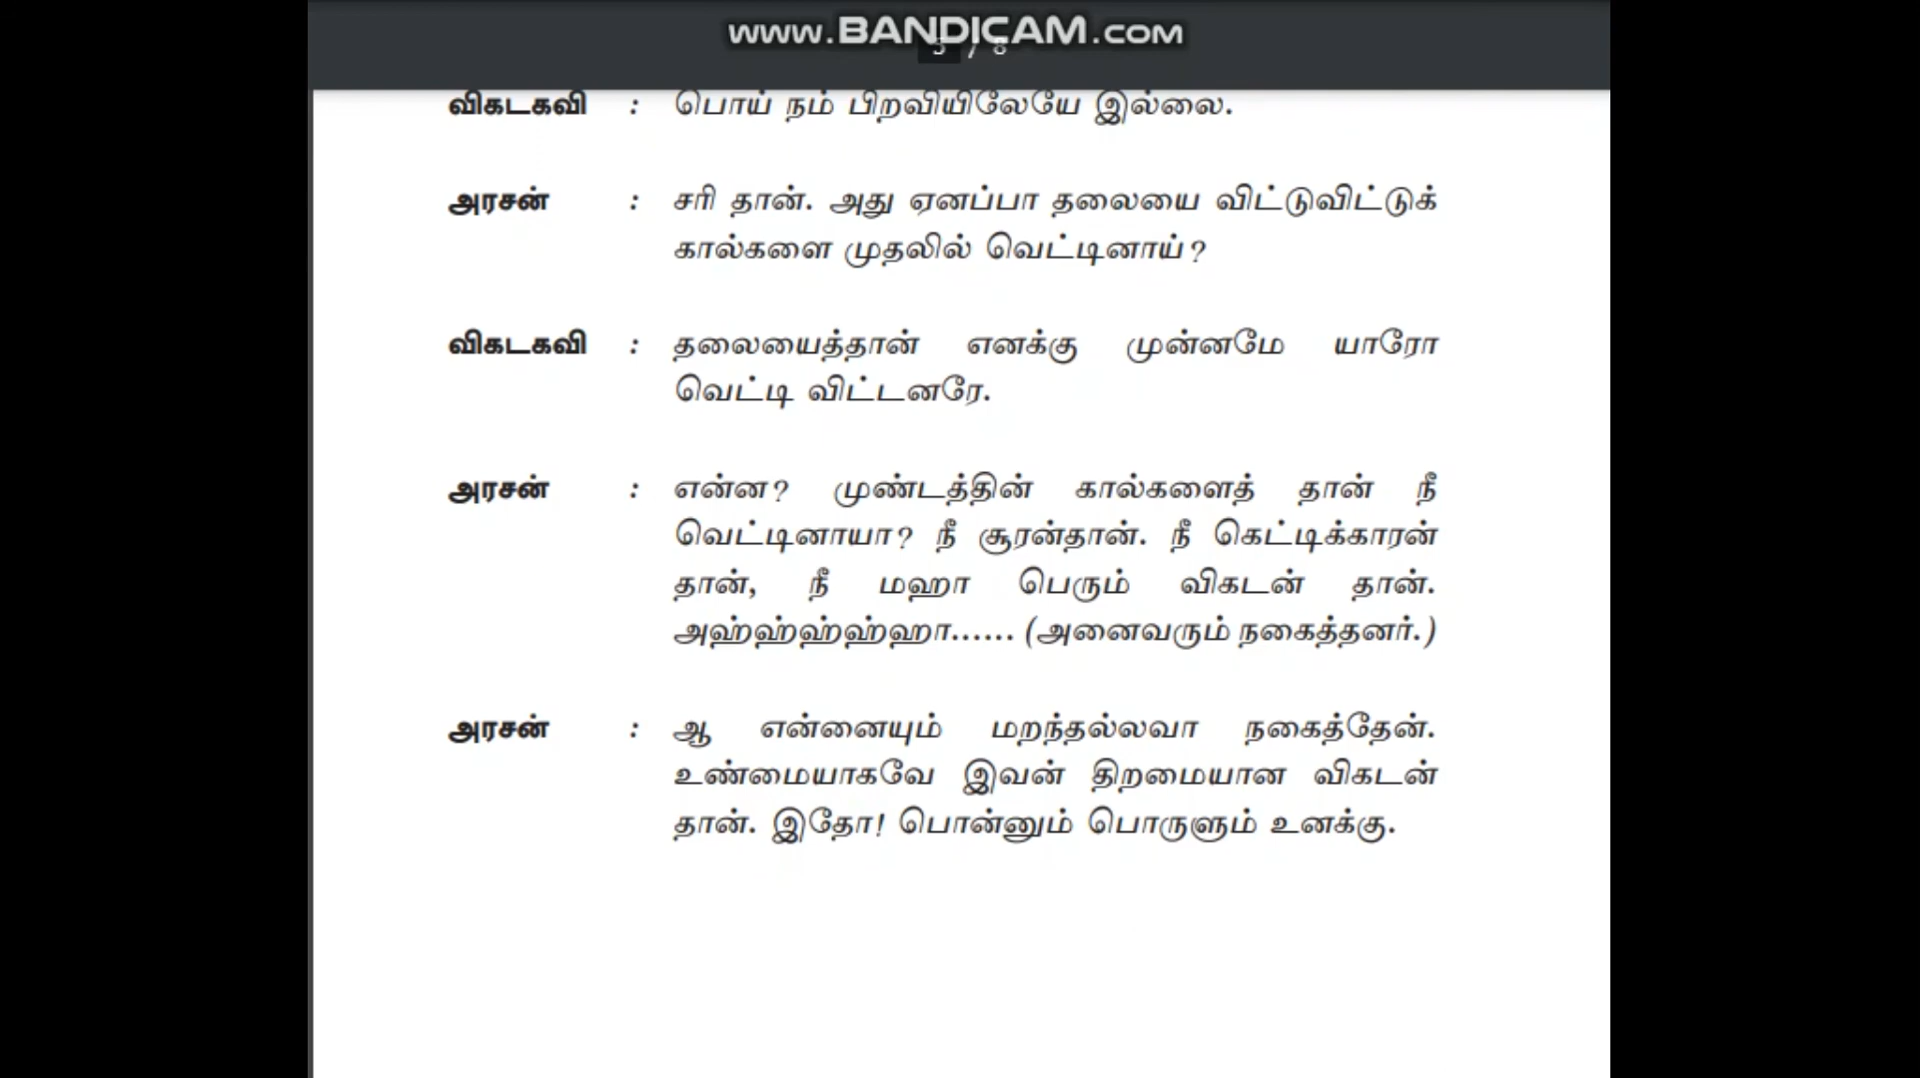 www.BANDICAM.com
5 / 8
விகடகவி : பொய் நம் பிறவியிலேயே இல்லை.
அரசன் : சரி தான். அது ஏனப்பா தலையை விட்டுவிட்டுக்
கால்களை முதலில் வெட்டினாய்?
விகடகவி : தலையைத்தான் எனக்கு முன்னமே யாரோ
வெட்டி விட்டனரே.
அரசன் : என்ன? முண்டத்தின் கால்களைத் தான் நீ
வெட்டினாயா? நீ சூரன்தான். நீ கெட்டிக்காரன்
தான், நீ மஹா பெரும் விகடன் தான்.
அஹ்ஹ்ஹ்ஹ்ஹா...... (அனைவரும் நகைத்தனர்.)
அரசன் : ஆ என்னையும் மறந்தல்லவா நகைத்தேன்.
உண்மையாகவே இவன் திறமையான விகடன்
தான். இதோ! பொன்னும் பொருளும் உனக்கு.